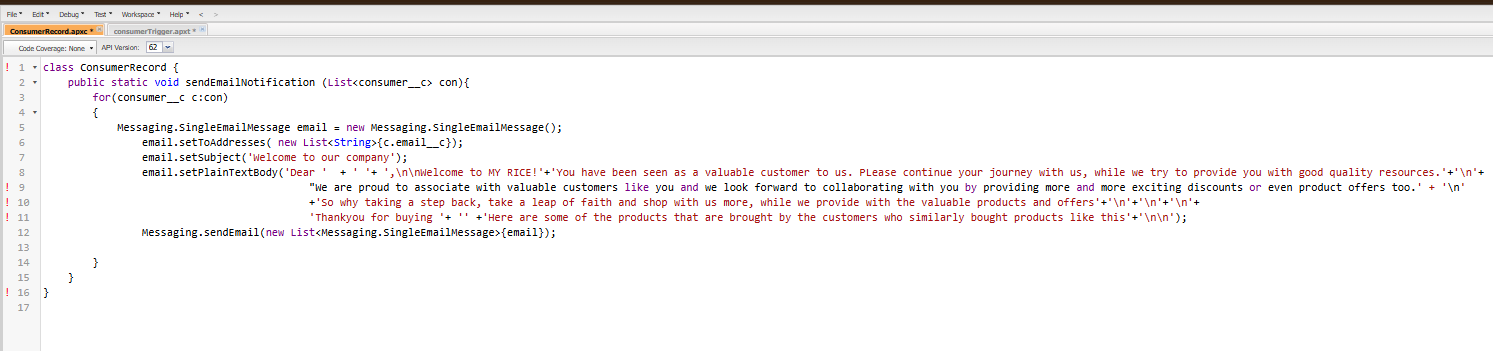 File Edit Debug Test Workspace Help < >
ConsumerRecord.apxc * consumerTrigger.apxt *
Code Coverage: None API Version: 62
! 1 class ConsumerRecord {
2 public static void sendEmailNotification (List<consumer__c> con){
3 for(consumer__c c:con)
4 {
5 Messaging.SingleEmailMessage email = new Messaging.SingleEmailMessage();
6 email.setToAddresses( new List<String>{c.email__c});
7 email.setSubject('Welcome to our company');
8 email.setPlainTextBody('Dear ' + ' '+ ',\n\nWelcome to MY RICE!'+'You have been seen as a valuable customer to us. PLease continue your journey with us, while we try to provide you with good quality resources.'+'\n'+
! 9 "We are proud to associate with valuable customers like you and we look forward to collaborating with you by providing more and more exciting discounts or even product offers too.' + '\n'
! 10 +'So why taking a step back, take a leap of faith and shop with us more, while we provide with the valuable products and offers'+'\n'+'\n'+'\n'+
! 11 'Thankyou for buying '+ '' +'Here are some of the products that are brought by the customers who similarly bought products like this'+'\n\n');
12 Messaging.sendEmail(new List<Messaging.SingleEmailMessage>{email});
13
14 }
15 }
! 16 }
17